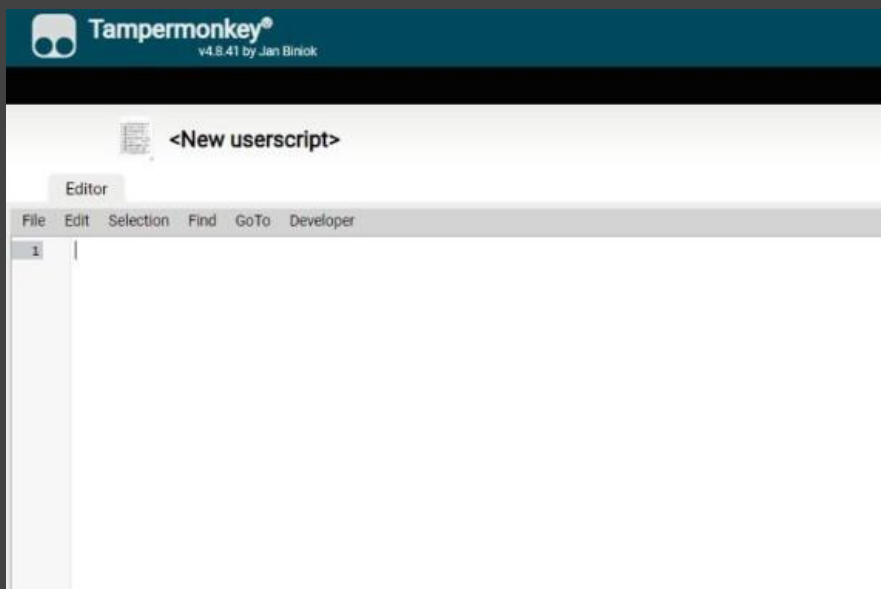 Tampermonkey®
v4.8.41 by Jan Biniok
<New userscript>
Editor
File Edit Selection Find GoTo Developer
1